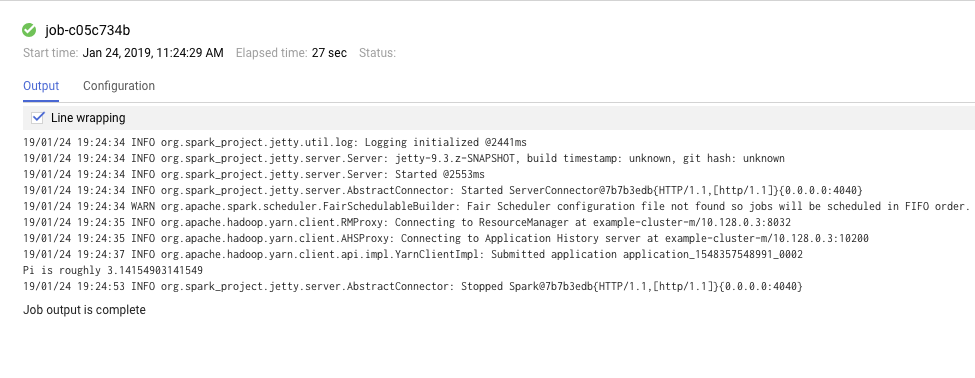 job-c05c734b
Start time: Jan 24, 2019, 11:24:29 AM Elapsed time: 27 sec Status:
Output Configuration
Line wrapping
19/01/24 19:24:34 INFO org.spark_project.jetty.util.log: Logging initialized @2441ms
19/01/24 19:24:34 INFO org.spark_project.jetty.server.Server: jetty-9.3.z-SNAPSHOT, build timestamp: unknown, git hash: unknown
19/01/24 19:24:34 INFO org.spark_project.jetty.server.Server: Started @2553ms
19/01/24 19:24:34 INFO org.spark_project.jetty.server.AbstractConnector: Started ServerConnector@7b7b3edb{HTTP/1.1,[http/1.1]}{0.0.0.0:4040}
19/01/24 19:24:34 WARN org.apache.spark.scheduler.FairSchedulableBuilder: Fair Scheduler configuration file not found so jobs will be scheduled in FIFO order.
19/01/24 19:24:35 INFO org.apache.hadoop.yarn.client.RMProxy: Connecting to ResourceManager at example-cluster-m/10.128.0.3:8032
19/01/24 19:24:35 INFO org.apache.hadoop.yarn.client.AHSProxy: Connecting to Application History server at example-cluster-m/10.128.0.3:10200
19/01/24 19:24:37 INFO org.apache.hadoop.yarn.client.api.impl.YarnClientImpl: Submitted application application_1548357548991_0002
Pi is roughly 3.14154903141549
19/01/24 19:24:53 INFO org.spark_project.jetty.server.AbstractConnector: Stopped Spark@7b7b3edb{HTTP/1.1,[http/1.1]}{0.0.0.0:4040}
Job output is complete